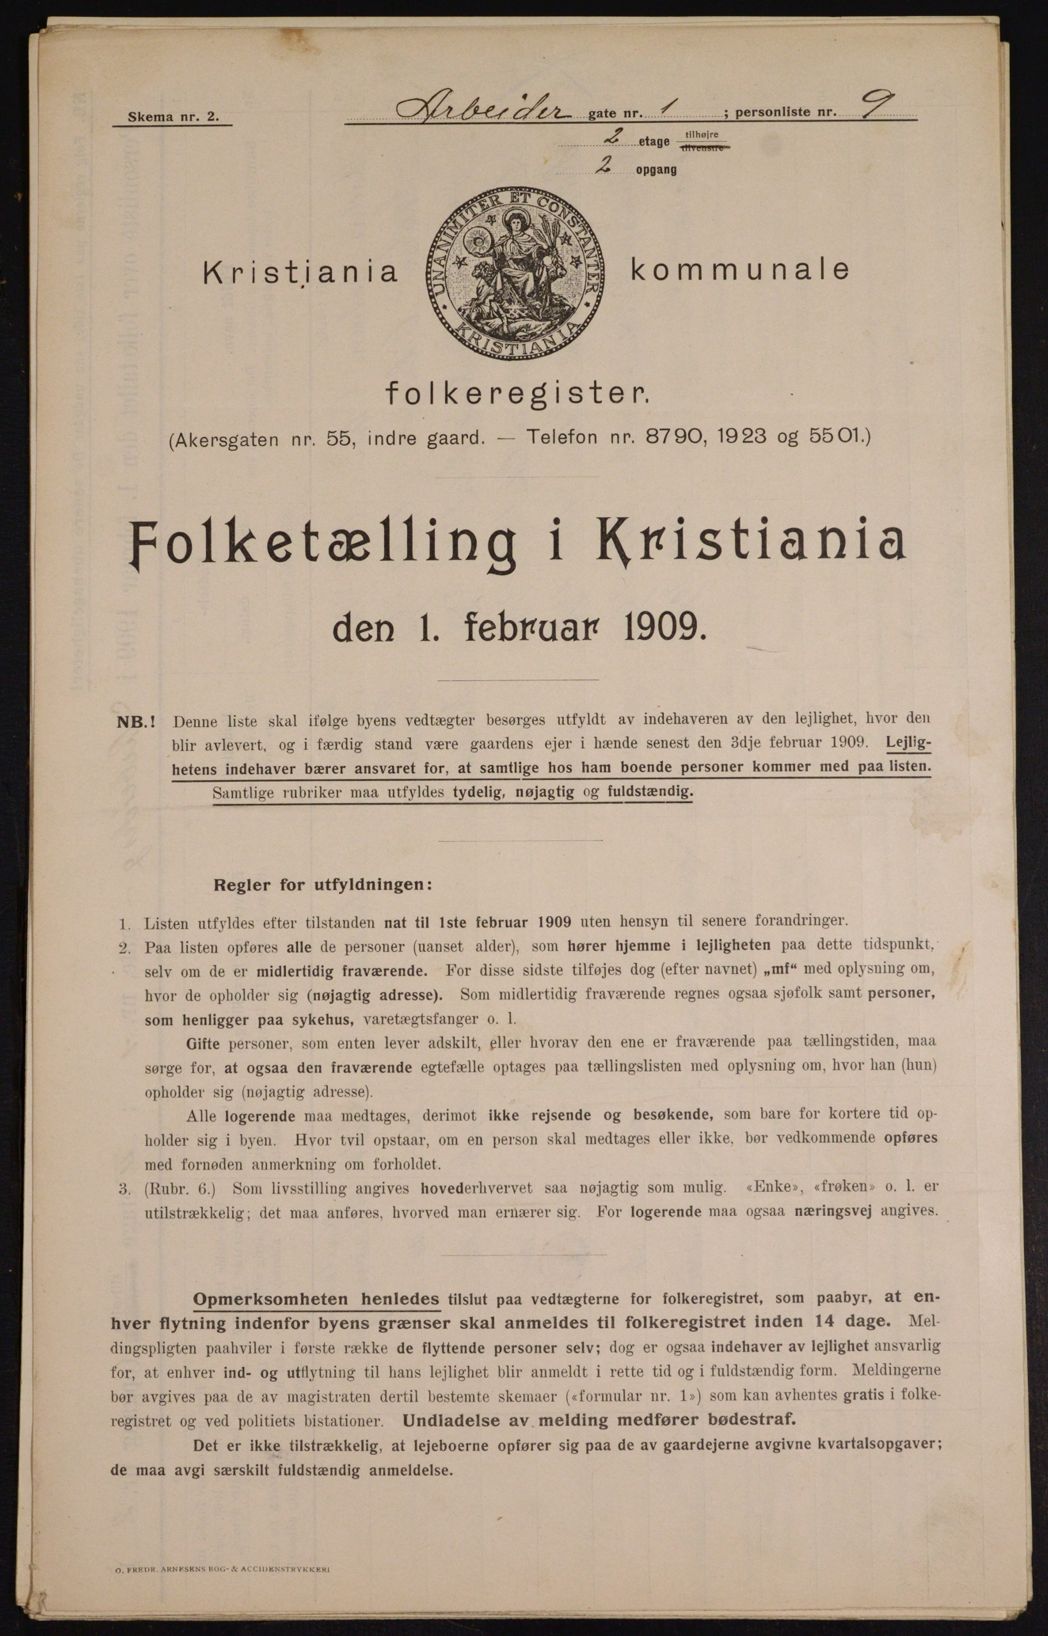 Skema nr. 2.
Arbeider gate nr. 1 ; personliste nr. 9
2 etage tilhøjre tilvenstre
2 opgang
UNANIMITER ET CONSTANTER
KRISTIANIA
Kristiania kommunale
folkeregister.
(Akersgaten nr. 55, indre gaard. — Telefon nr. 8790, 1923 og 5501.)
Folketælling i Kristiania
den 1. februar 1909.
NB.! Denne liste skal ifølge byens vedtægter besørges utfyldt av indehaveren av den lejlighet, hvor den
blir avlevert, og i færdig stand være gaardens ejer i hænde senest den 3dje februar 1909. Lejlig-
hetens indehaver bærer ansvaret for, at samtlige hos ham boende personer kommer med paa listen.
Samtlige rubriker maa utfyldes tydelig, nøjagtig og fuldstændig.
Regler for utfyldningen:
1. Listen utfyldes efter tilstanden nat til 1ste februar 1909 uten hensyn til senere forandringer.
2. Paa listen opføres alle de personer (uanset alder), som hører hjemme i lejligheten paa dette tidspunkt,
selv om de er midlertidig fraværende. For disse sidste tilføjes dog (efter navnet) „mf“ med oplysning om,
hvor de opholder sig (nøjagtig adresse). Som midlertidig fraværende regnes ogsaa sjøfolk samt personer,
som henligger paa sykehus, varetægtsfanger o. l.
Gifte personer, som enten lever adskilt, eller hvorav den ene er fraværende paa tællingstiden, maa
sørge for, at ogsaa den fraværende egtefælle optages paa tællingslisten med oplysning om, hvor han (hun)
opholder sig (nøjagtig adresse).
Alle logerende maa medtages, derimot ikke rejsende og besøkende, som bare for kortere tid op-
holder sig i byen. Hvor tvil opstaar, om en person skal medtages eller ikke, bør vedkommende opføres
med fornøden anmerkning om forholdet.
3. (Rubr. 6.) Som livsstilling angives hovederhvervet saa nøjagtig som mulig. «Enke», «frøken» o. l. er
utilstrækkelig; det maa anføres, hvorved man ernærer sig. For logerende maa ogsaa næringsvej angives.
Opmerksomheten henledes tilslut paa vedtægterne for folkeregistret, som paabyr, at en-
hver flytning indenfor byens grænser skal anmeldes til folkeregistret inden 14 dage. Mel-
dingspligten paahviler i første række de flyttende personer selv; dog er ogsaa indehaver av lejlighet ansvarlig
for, at enhver ind- og utflytning til hans lejlighet blir anmeldt i rette tid og i fuldstændig form. Meldingerne
bør avgives paa de av magistraten dertil bestemte skemaer («formular nr. 1») som kan avhentes gratis i folke-
registret og ved politiets bistationer. Undladelse av melding medfører bødestraf.
Det er ikke tilstrækkelig, at lejeboerne opfører sig paa de av gaardejerne avgivne kvartalsopgaver;
de maa avgi særskilt fuldstændig anmeldelse.
O. FREDR. ARNESENS BOG- & ACCIDENSTRYKKERI